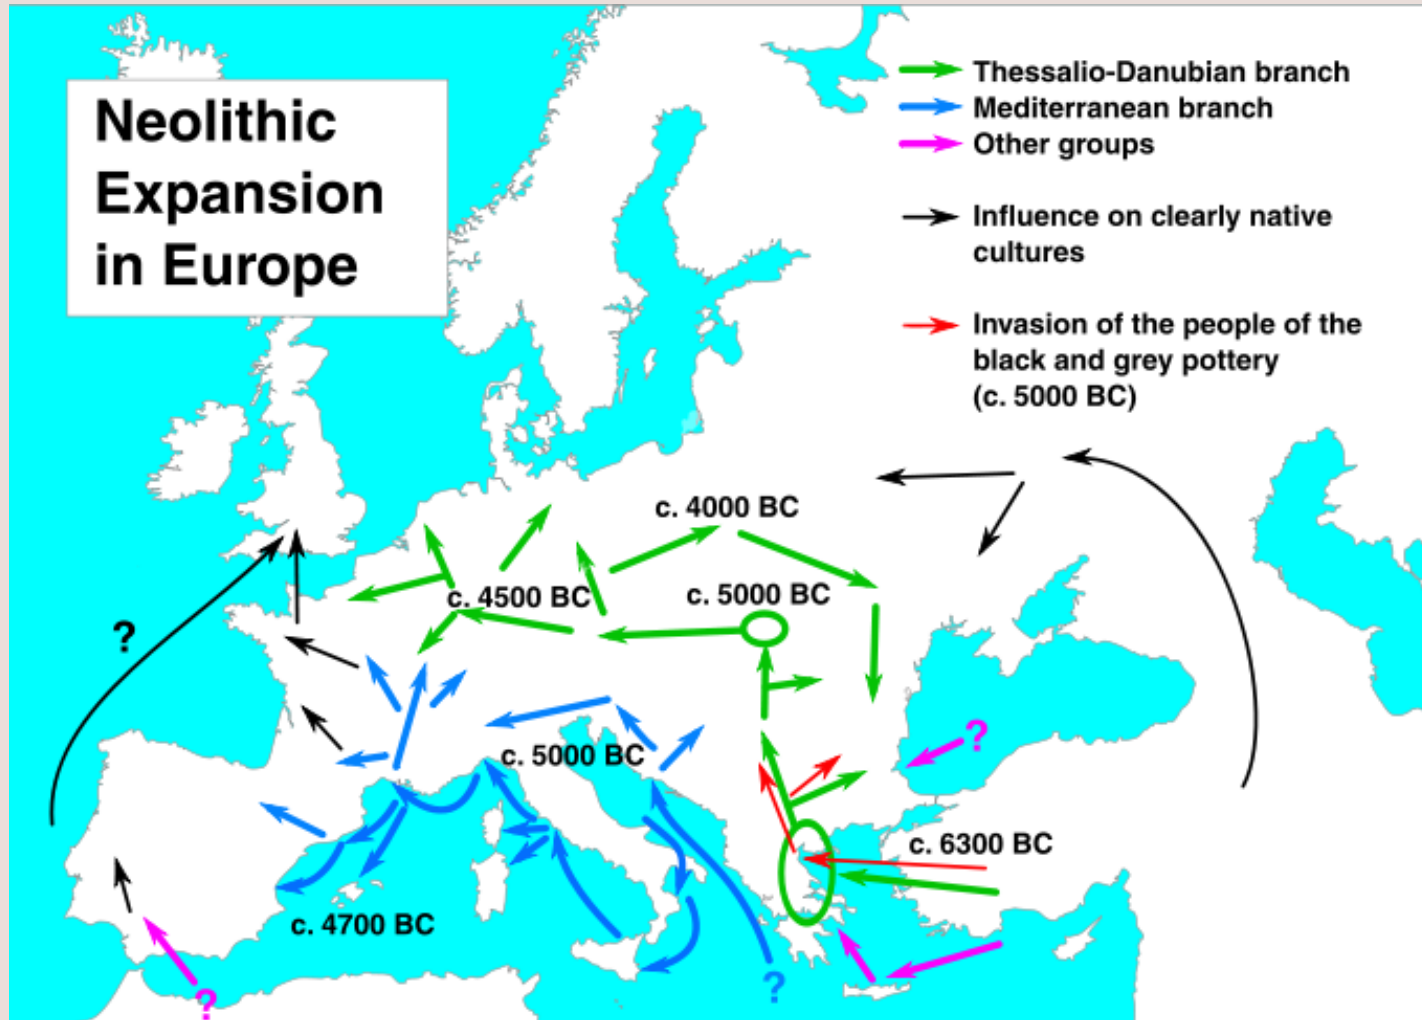 Neolithic
Expansion
in Europe
Thessalio-Danubian branch
Mediterranean branch
Other groups
Influence on clearly native
cultures
Invasion of the people of the
black and grey pottery
(c. 5000 BC)
c. 4000 BC
c. 4500 BC
c. 5000 BC
?
?
c. 5000 BC
c. 6300 BC
c. 4700 BC
?
?